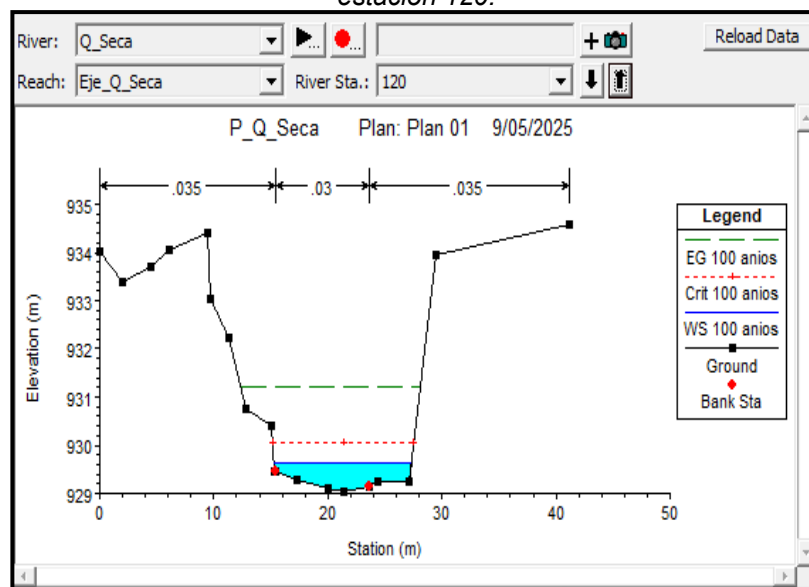 estación 120.
River: Q_Seca ... ... + Reload Data
Reach: Eje_Q_Seca River Sta.: 120
P_Q_Seca Plan: Plan 01 9/05/2025
.035 .03 .035
935
934
933
932
931
930
929
Elevation (m)
0 10 20 30 40 50
Station (m)
Legend
EG 100 anios
Crit 100 anios
WS 100 anios
Ground
Bank Sta